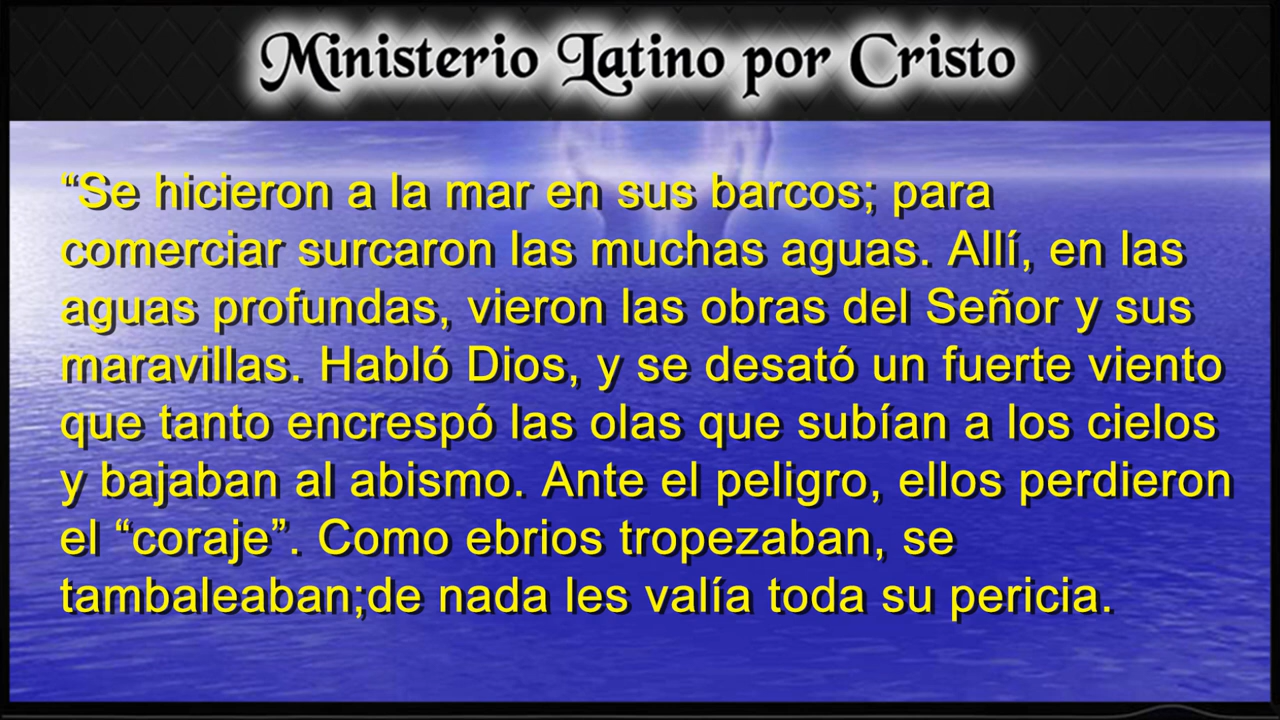 Ministerio Latino por Cristo
“Se hicieron a la mar en sus barcos; para
comerciar surcaron las muchas aguas. Allí, en las
aguas profundas, vieron las obras del Señor y sus
maravillas. Habló Dios, y se desató un fuerte viento
que tanto encrespó las olas que subían a los cielos
y bajaban al abismo. Ante el peligro, ellos perdieron
el “coraje”. Como ebrios tropezaban, se
tambaleaban;de nada les valía toda su pericia.